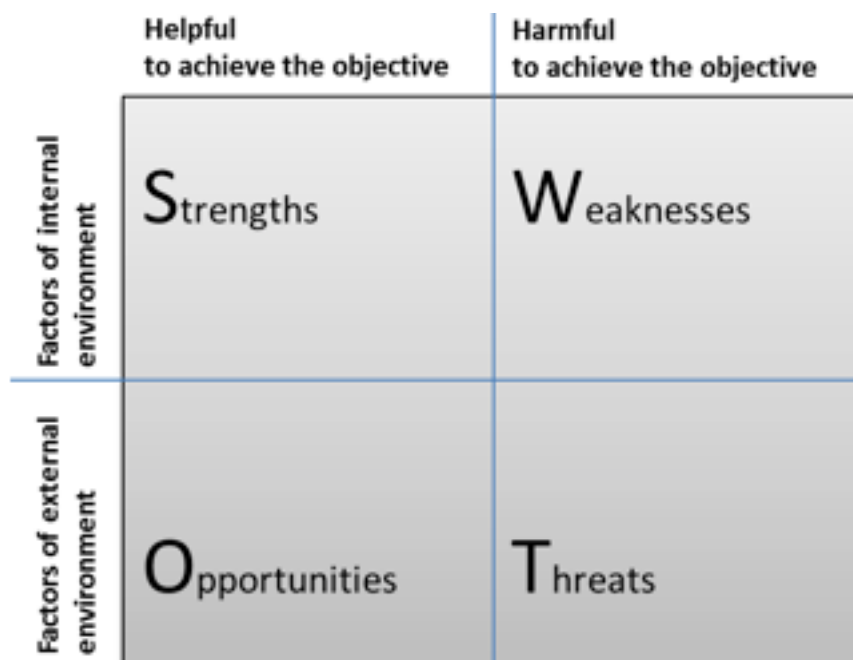 Helpful
to achieve the objective
Harmful
to achieve the objective
Factors of internal
environment
Strengths
Weaknesses
Factors of external
environment
Opportunities
Threats